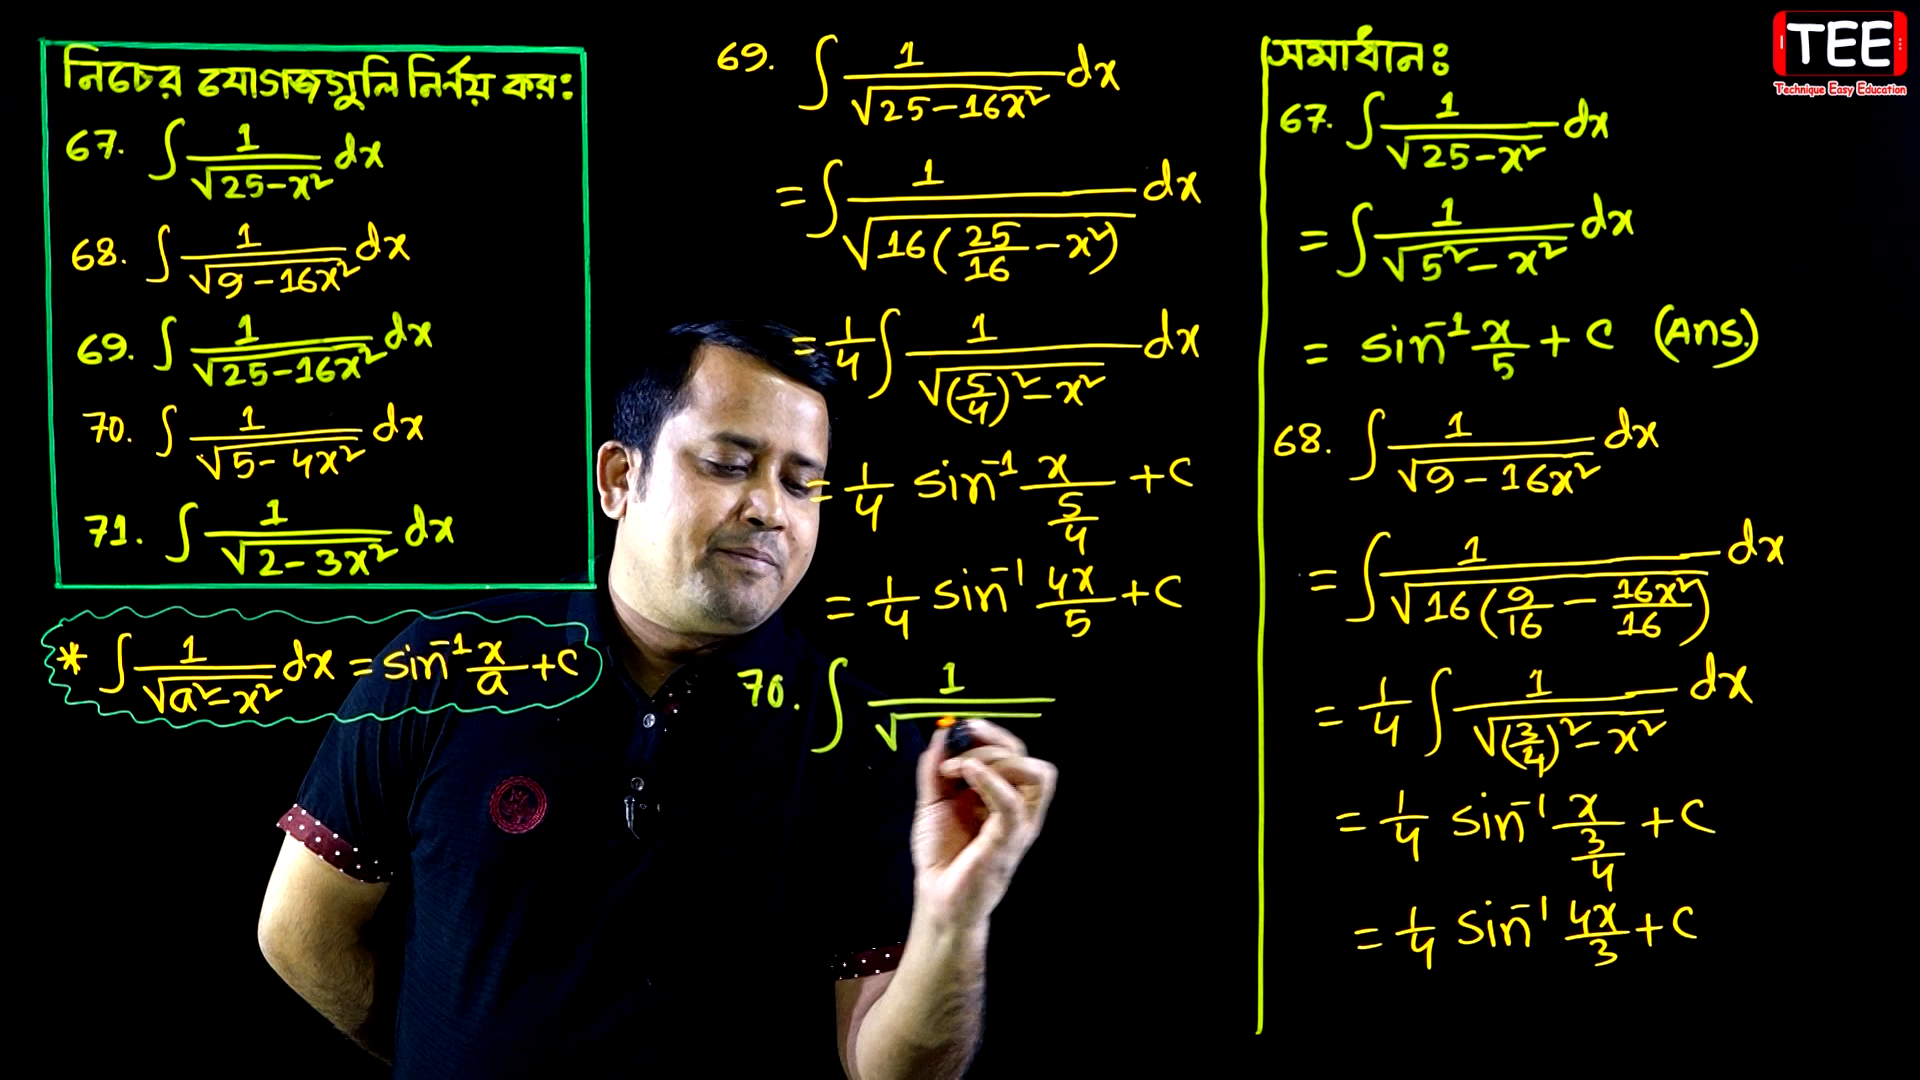 নিচের যোগজগুলি নির্ণয় কর:
67. ∫ 1/√(25-x²) dx
68. ∫ 1/√(9-16x²) dx
69. ∫ 1/√(25-16x²) dx
70. ∫ 1/√(5-4x²) dx
71. ∫ 1/√(2-3x²) dx
* ∫ 1/√(a²-x²) dx = sin⁻¹ x/a + c
69. ∫ 1/√(25-16x²) dx
= ∫ 1/√(16(25/16 - x²)) dx
= 1/4 ∫ 1/√((5/4)² - x²) dx
= 1/4 sin⁻¹ x/(5/4) + c
= 1/4 sin⁻¹ 4x/5 + c
70. ∫ 1/√
সমাধান:
67. ∫ 1/√(25-x²) dx
= ∫ 1/√(5²-x²) dx
= sin⁻¹ x/5 + c (Ans.)
68. ∫ 1/√(9-16x²) dx
= ∫ 1/√(16(9/16 - 16x²/16)) dx
= 1/4 ∫ 1/√((3/4)² - x²) dx
= 1/4 sin⁻¹ x/(3/4) + c
= 1/4 sin⁻¹ 4x/3 + c
TEE
Technique Easy Education